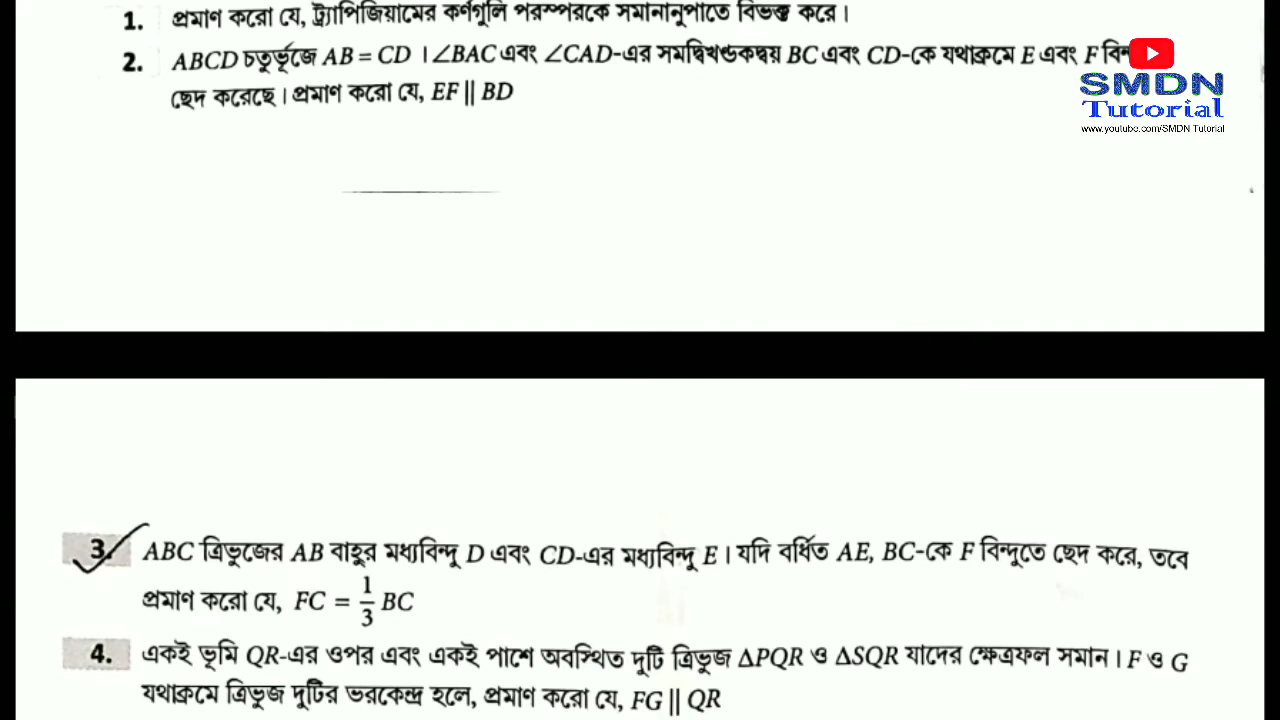 1. প্রমাণ করো যে, ট্র্যাপিজিয়ামের কর্ণগুলি পরস্পরকে সমানানুপাতে বিভক্ত করে।
2. ABCD চতুর্ভূজে AB = CD । ∠BAC এবং ∠CAD-এর সমদ্বিখণ্ডকদ্বয় BC এবং CD-কে যথাক্রমে E এবং F
ছেদ করেছে। প্রমাণ করো যে, EF || BD
SMDN
Tutorial
www.youtube.com/SMDN Tutorial
3. ABC ত্রিভুজের AB বাহুর মধ্যবিন্দু D এবং CD-এর মধ্যবিন্দু E । যদি বর্ধিত AE, BC-কে F বিন্দুতে ছেদ করে, তবে
প্রমাণ করো যে, FC = 1/3 BC
4. একই ভূমি QR-এর ওপর এবং একই পাশে অবস্থিত দুটি ত্রিভুজ ΔPQR ও ΔSQR যাদের ক্ষেত্রফল সমান। F ও G
যথাক্রমে ত্রিভুজ দুটির ভরকেন্দ্র হলে, প্রমাণ করো যে, FG || QR